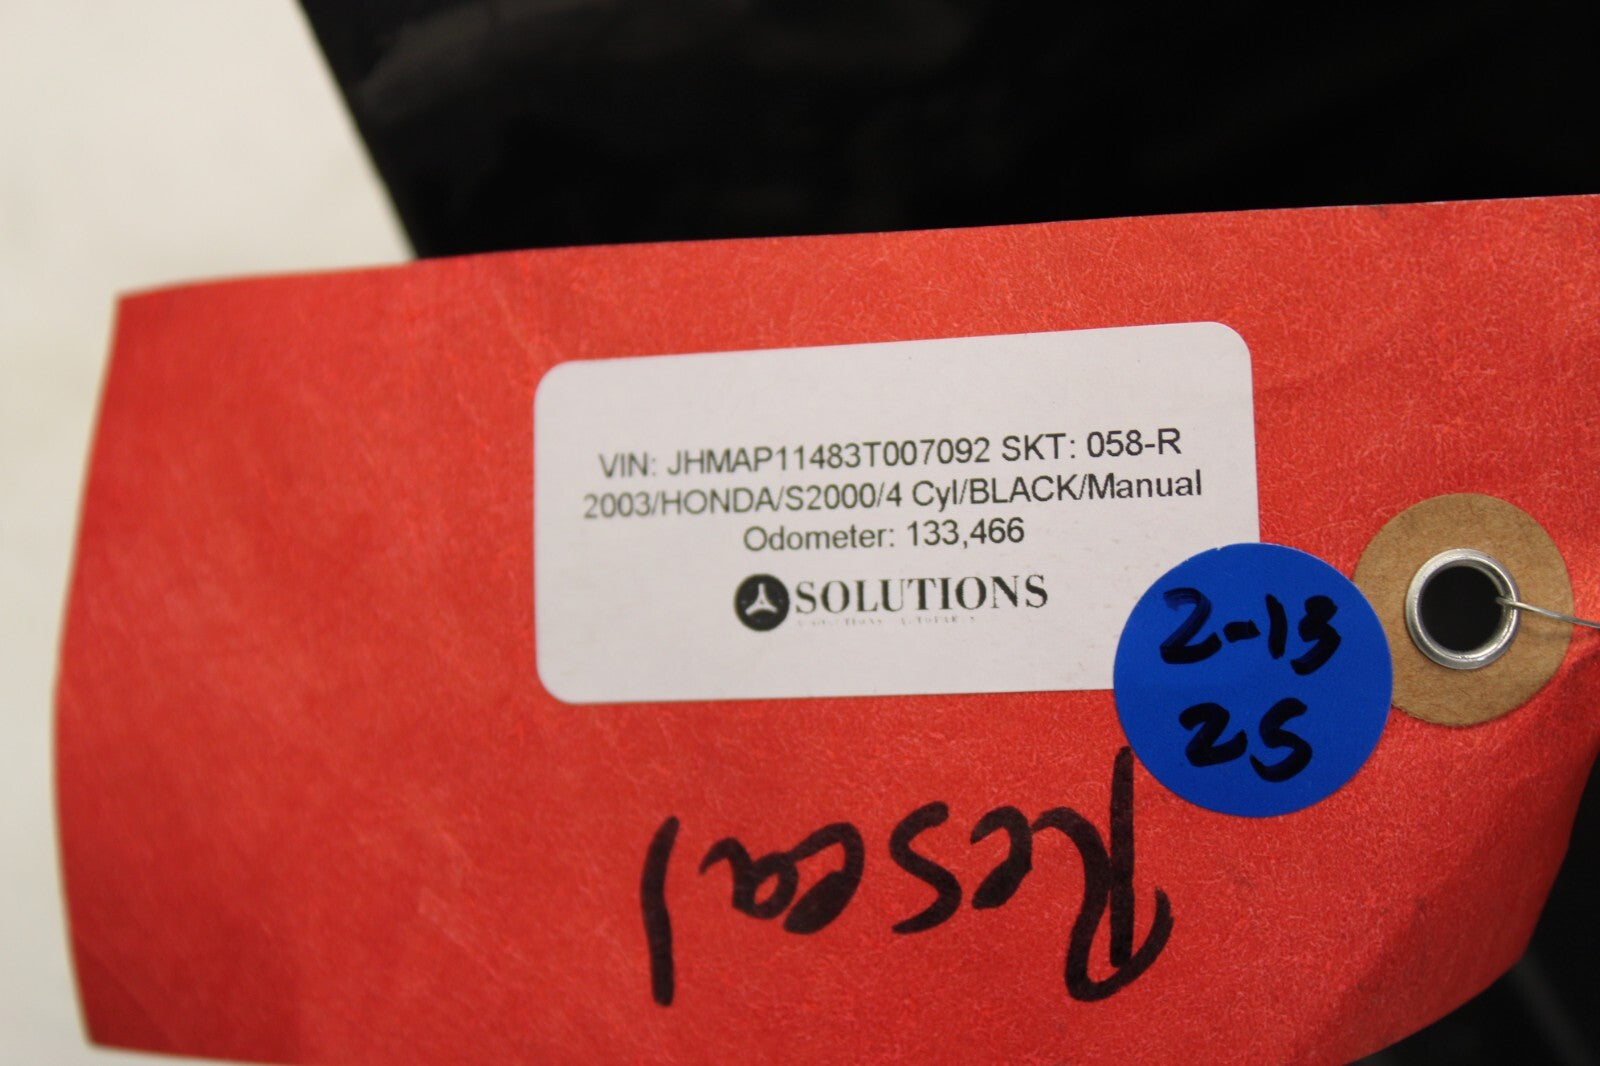 VIN: JHMAP11483T007092 SKT: 058-R
2003/HONDA/S2000/4 Cyl/BLACK/Manual
Odometer: 133,466
SOLUTIONS
2-13
25
Reseal